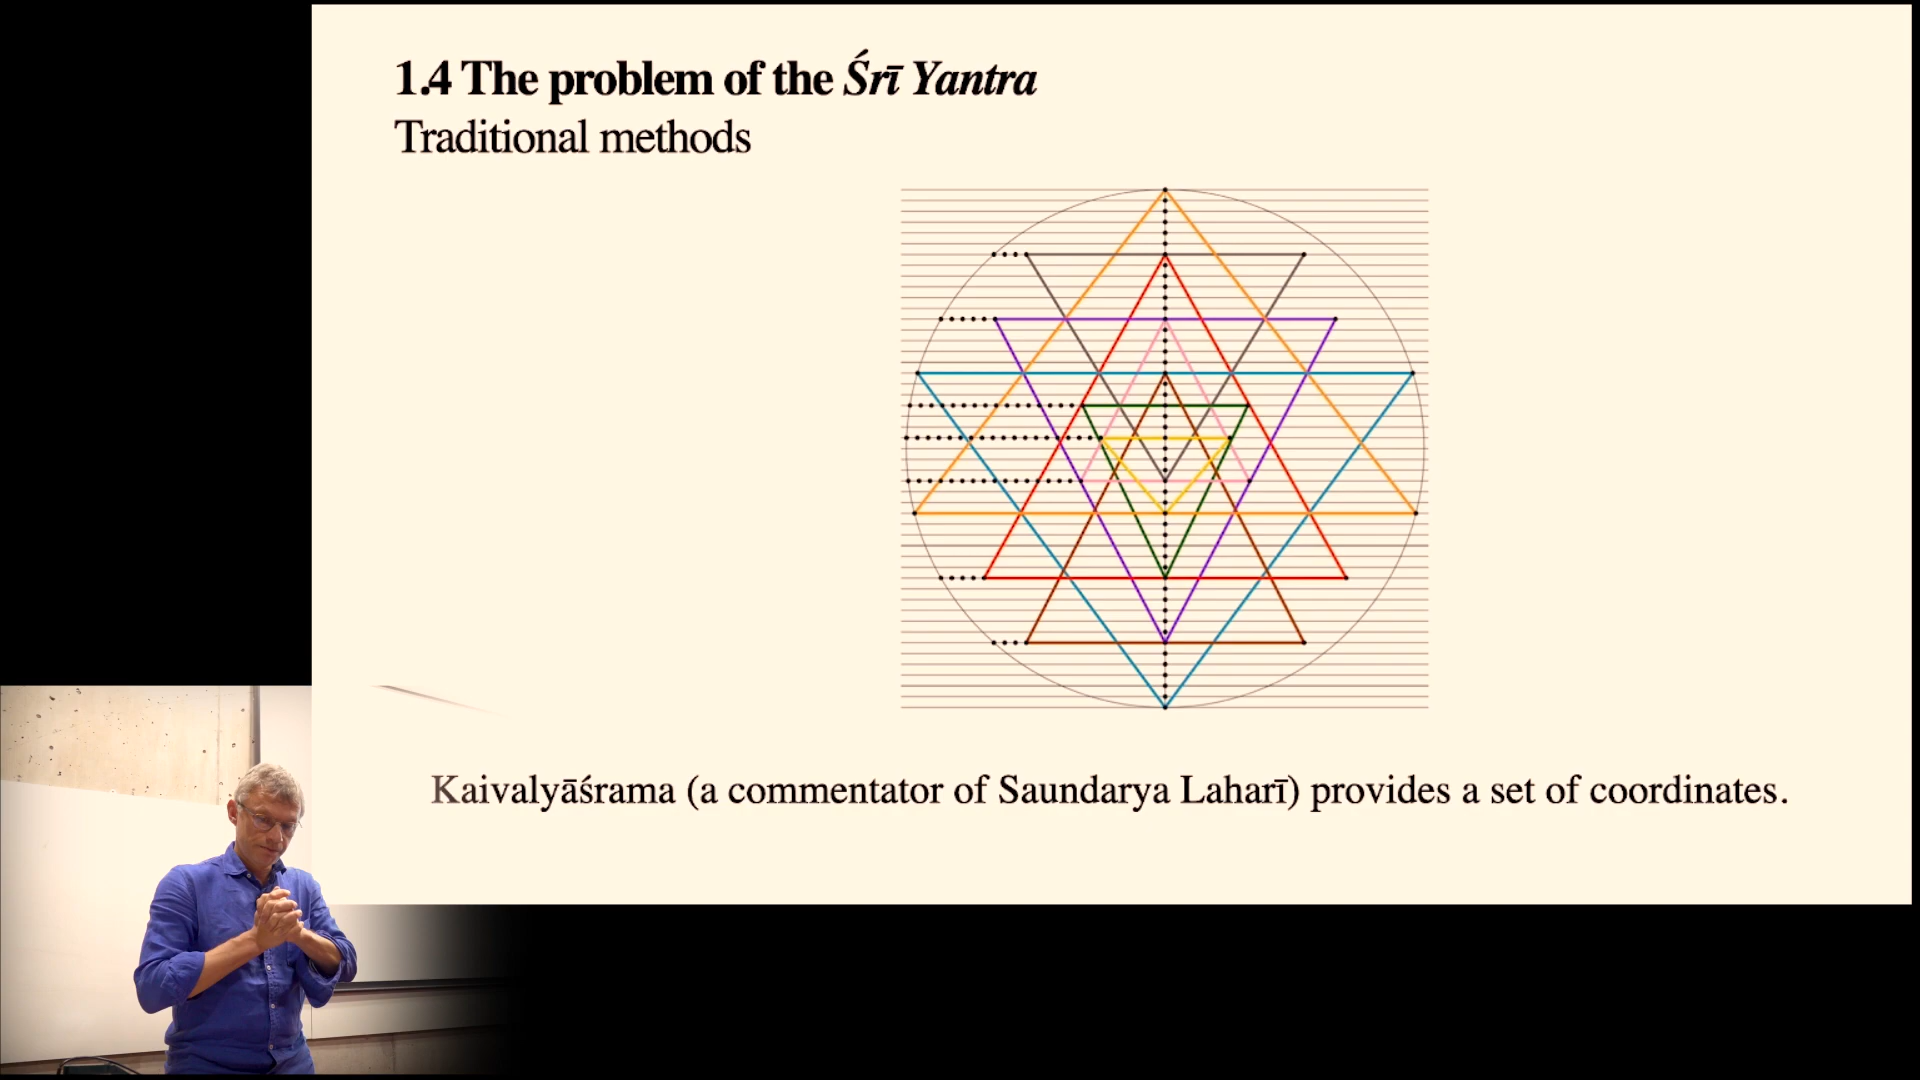 1.4 The problem of the Śrī Yantra
Traditional methods
Kaivalyāśrama (a commentator of Saundarya Laharī) provides a set of coordinates.